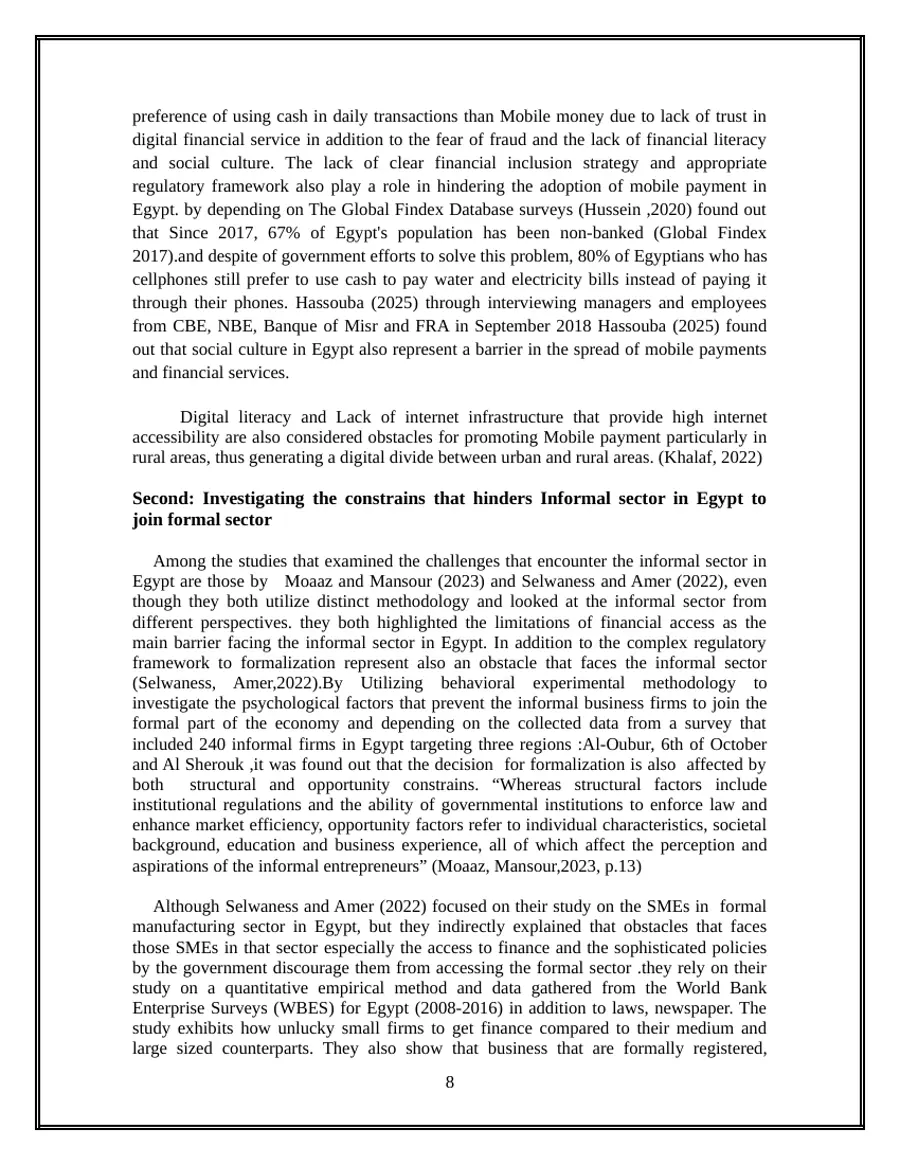 preference of using cash in daily transactions than Mobile money due to lack of trust in
digital financial service in addition to the fear of fraud and the lack of financial literacy
and social culture. The lack of clear financial inclusion strategy and appropriate
regulatory framework also play a role in hindering the adoption of mobile payment in
Egypt. by depending on The Global Findex Database surveys (Hussein ,2020) found out
that Since 2017, 67% of Egypt's population has been non-banked (Global Findex
2017).and despite of government efforts to solve this problem, 80% of Egyptians who has
cellphones still prefer to use cash to pay water and electricity bills instead of paying it
through their phones. Hassouba (2025) through interviewing managers and employees
from CBE, NBE, Banque of Misr and FRA in September 2018 Hassouba (2025) found
out that social culture in Egypt also represent a barrier in the spread of mobile payments
and financial services.
Digital literacy and Lack of internet infrastructure that provide high internet
accessibility are also considered obstacles for promoting Mobile payment particularly in
rural areas, thus generating a digital divide between urban and rural areas. (Khalaf, 2022)
Second: Investigating the constrains that hinders Informal sector in Egypt to
join formal sector
Among the studies that examined the challenges that encounter the informal sector in
Egypt are those by Moaaz and Mansour (2023) and Selwaness and Amer (2022), even
though they both utilize distinct methodology and looked at the informal sector from
different perspectives. they both highlighted the limitations of financial access as the
main barrier facing the informal sector in Egypt. In addition to the complex regulatory
framework to formalization represent also an obstacle that faces the informal sector
(Selwaness, Amer,2022).By Utilizing behavioral experimental methodology to
investigate the psychological factors that prevent the informal business firms to join the
formal part of the economy and depending on the collected data from a survey that
included 240 informal firms in Egypt targeting three regions :Al-Oubur, 6th of October
and Al Sherouk ,it was found out that the decision for formalization is also affected by
both structural and opportunity constrains. “Whereas structural factors include
institutional regulations and the ability of governmental institutions to enforce law and
enhance market efficiency, opportunity factors refer to individual characteristics, societal
background, education and business experience, all of which affect the perception and
aspirations of the informal entrepreneurs” (Moaaz, Mansour,2023, p.13)
Although Selwaness and Amer (2022) focused on their study on the SMEs in formal
manufacturing sector in Egypt, but they indirectly explained that obstacles that faces
those SMEs in that sector especially the access to finance and the sophisticated policies
by the government discourage them from accessing the formal sector .they rely on their
study on a quantitative empirical method and data gathered from the World Bank
Enterprise Surveys (WBES) for Egypt (2008-2016) in addition to laws, newspaper. The
study exhibits how unlucky small firms to get finance compared to their medium and
large sized counterparts. They also show that business that are formally registered,
8